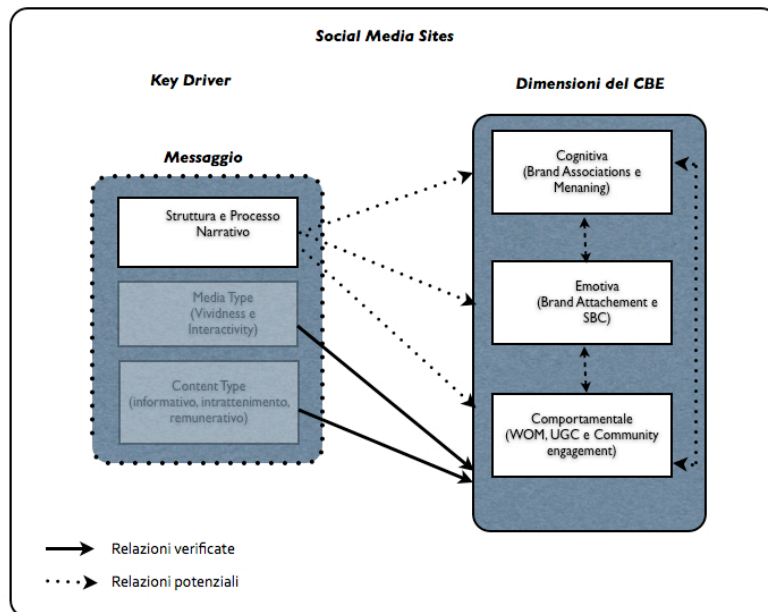 Social Media Sites
Key Driver
Dimensioni del CBE
Messaggio
Struttura e Processo
Narrativo
Media Type
(Vividness e
Interactivity)
Content Type
(informativo, intrattenimento,
remunerativo)
Cognitiva
(Brand Associations e
Menaning)
Emotiva
(Brand Attachement e
SBC)
Comportamentale
(WOM, UGC e Community
engagement)
Relazioni verificate
Relazioni potenziali